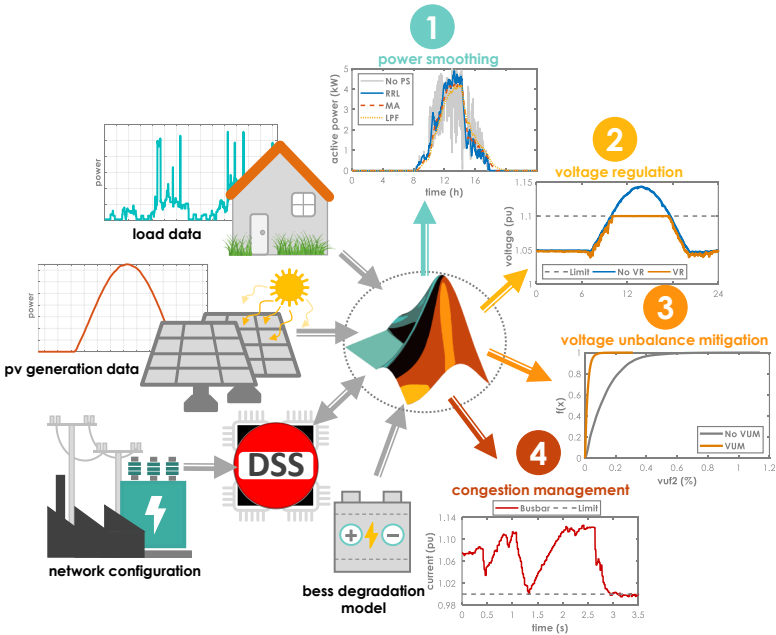 1
power smoothing
active power (kW)
5
4
3
2
1
0
No PS
RRL
MA
LPF
0
4
8
12
16
time (h)
power
load data
2
voltage regulation
voltage (pu)
1.15
1.1
1.05
1
Limit No VR VR
0 12 14 24
power
pv generation data
3
voltage unbalance mitigation
f(x)
1
0.8
0.6
0.4
0.2
0
No VUM
VUM
0 0.2 0.4 0.6 0.8 1 1.2
vuf2 (%)
DSS
network configuration
bess degradation
model
4
congestion management
Busbar Limit
current (pu)
1.14
1.10
1.06
1.02
0.98
0 0.5 1 1.5 2 2.5 3 3.5
time (s)